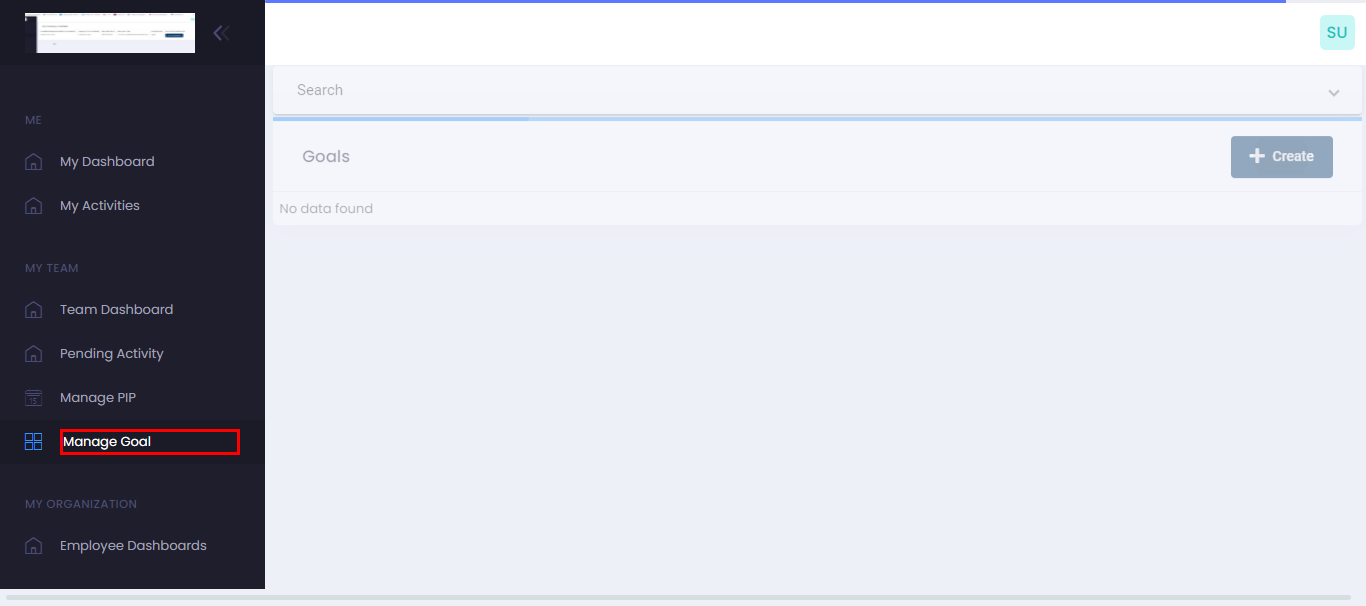 SU
ME
My Dashboard
My Activities
MY TEAM
Team Dashboard
Pending Activity
Manage PIP
Manage Goal
MY ORGANIZATION
Employee Dashboards
Search
Goals
Create
No data found